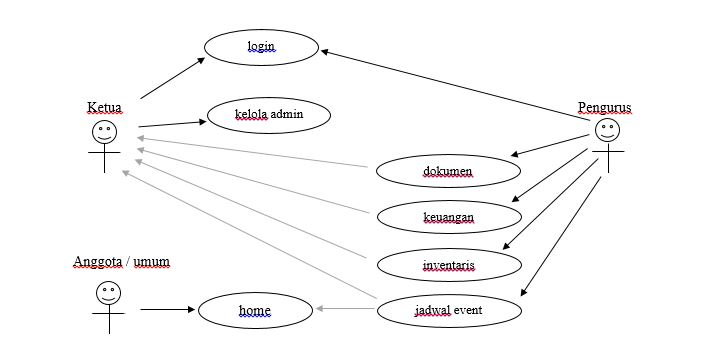 login
Ketua
Pengurus
kelola admin
dokumen
keuangan
inventaris
Anggota / umum
home
jadwal event